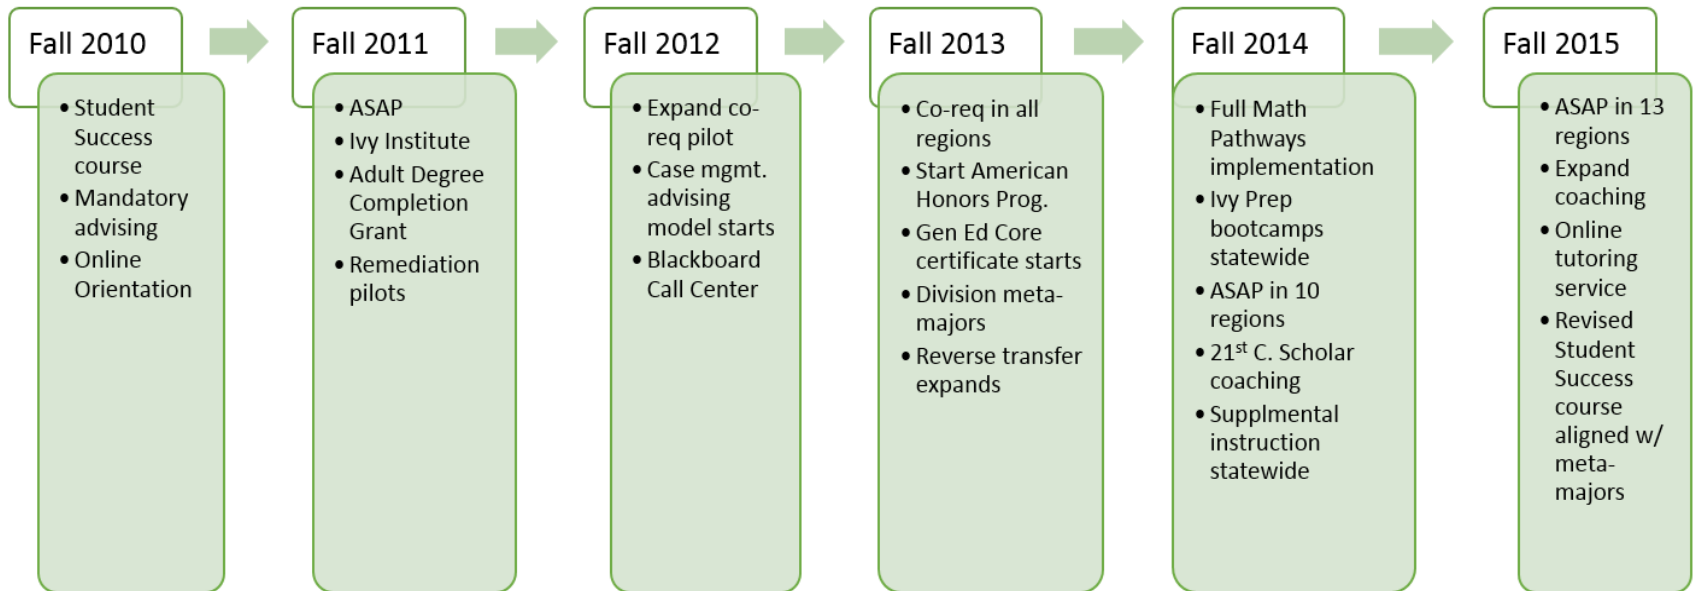 Fall 2010
• Student
Success
course
• Mandatory
advising
• Online
Orientation
Fall 2011
• ASAP
• Ivy Institute
• Adult Degree
Completion
Grant
• Remediation
pilots
Fall 2012
• Expand co-
req pilot
• Case mgmt.
advising
model starts
• Blackboard
Call Center
Fall 2013
• Co-req in all
regions
• Start American
Honors Prog.
• Gen Ed Core
certificate starts
• Division meta-
majors
• Reverse transfer
expands
Fall 2014
• Full Math
Pathways
implementation
• Ivy Prep
bootcamps
statewide
• ASAP in 10
regions
• 21st C. Scholar
coaching
• Supplmental
instruction
statewide
Fall 2015
• ASAP in 13
regions
• Expand
coaching
• Online
tutoring
service
• Revised
Student
Success
course
aligned w/
meta-
majors